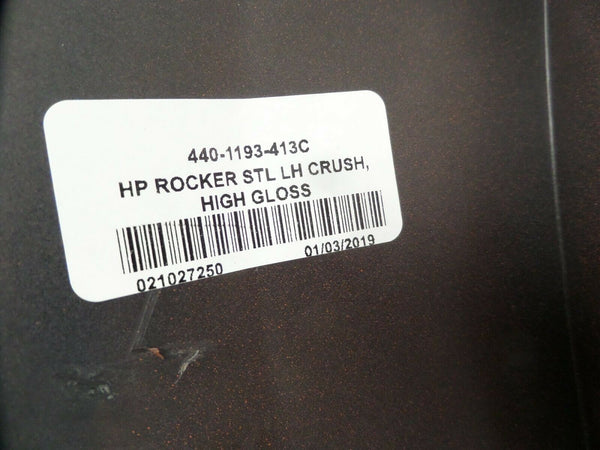 440-1193-413C
HP ROCKER STL LH CRUSH,
HIGH GLOSS
021027250 01/03/2019